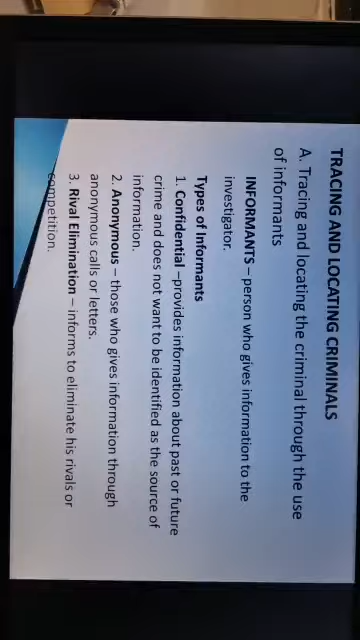 TRACING AND LOCATING CRIMINALS
A. Tracing and locating the criminal through the use
of informants
INFORMANTS – person who gives information to the
investigator.
Types of Informants
1. Confidential –provides information about past or future
crime and does not want to be identified as the source of
information.
2. Anonymous – those who gives information through
anonymous calls or letters.
3. Rival Elimination – informs to eliminate his rivals or
competition.